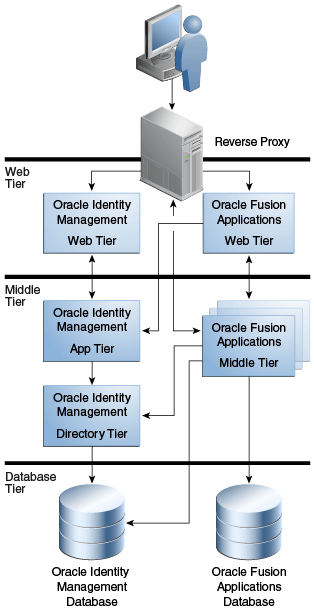 Reverse Proxy
Web
Tier
Oracle Identity
Management
Web Tier
Oracle Fusion
Applications
Web Tier
Middle
Tier
Oracle Identity
Management
App Tier
Oracle Fusion
Applications
Middle Tier
Oracle Identity
Management
Directory Tier
Database
Tier
Oracle Identity
Management
Database
Oracle Fusion
Applications
Database